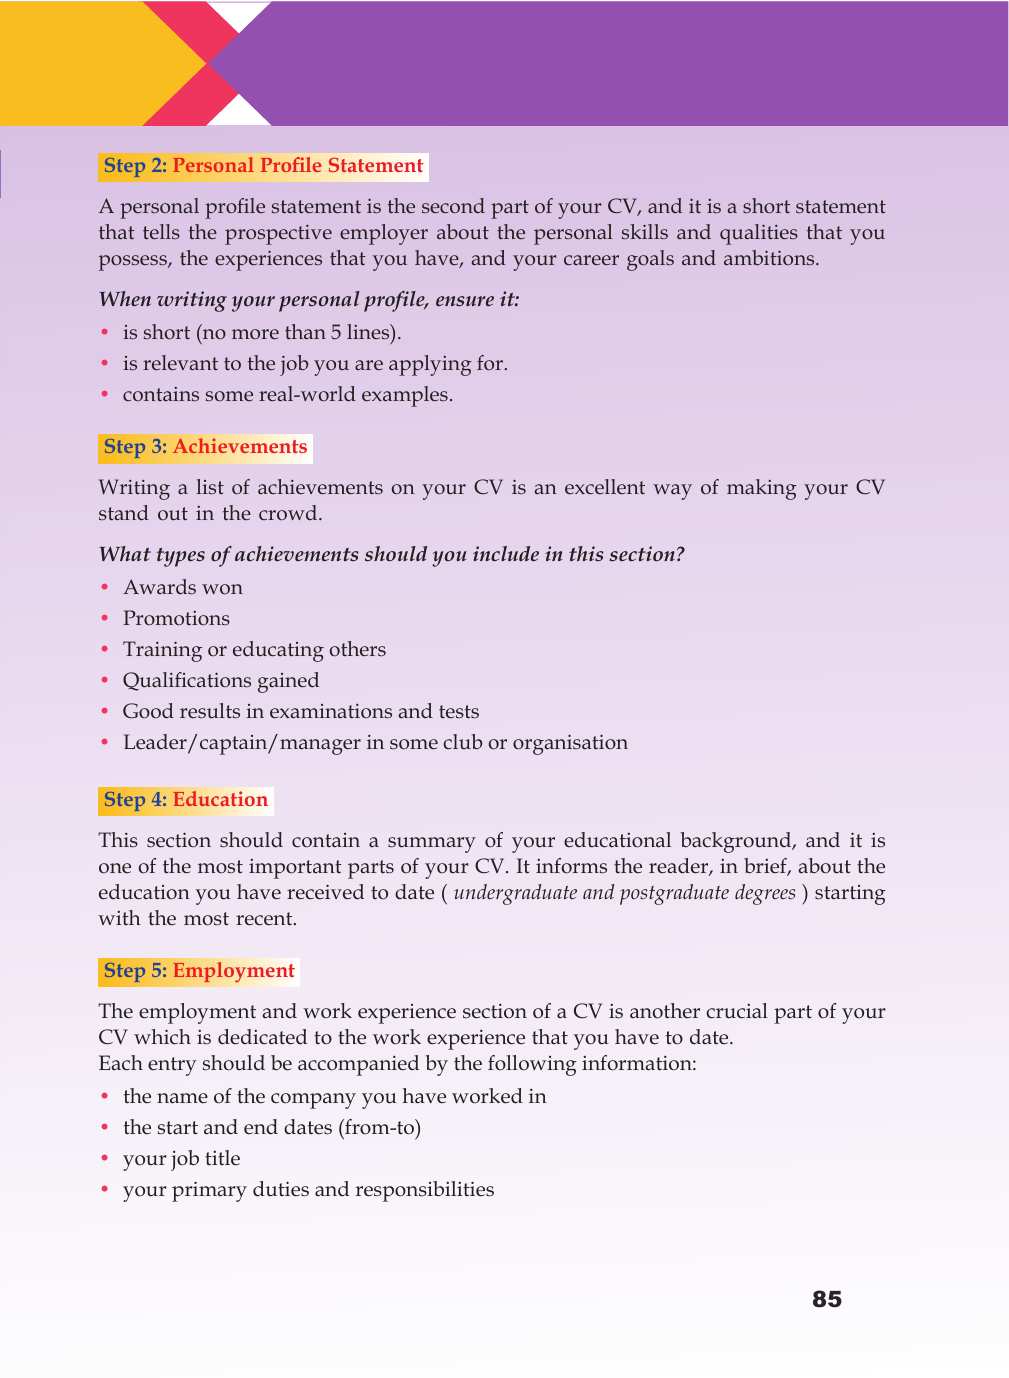 Step 2: Personal Profile Statement
A personal profile statement is the second part of your CV, and it is a short statement
that tells the prospective employer about the personal skills and qualities that you
possess, the experiences that you have, and your career goals and ambitions.
When writing your personal profile, ensure it:
• is short (no more than 5 lines).
• is relevant to the job you are applying for.
• contains some real-world examples.
Step 3: Achievements
Writing a list of achievements on your CV is an excellent way of making your CV
stand out in the crowd.
What types of achievements should you include in this section?
• Awards won
• Promotions
• Training or educating others
• Qualifications gained
• Good results in examinations and tests
• Leader/captain/manager in some club or organisation
Step 4: Education
This section should contain a summary of your educational background, and it is
one of the most important parts of your CV. It informs the reader, in brief, about the
education you have received to date ( undergraduate and postgraduate degrees ) starting
with the most recent.
Step 5: Employment
The employment and work experience section of a CV is another crucial part of your
CV which is dedicated to the work experience that you have to date.
Each entry should be accompanied by the following information:
• the name of the company you have worked in
• the start and end dates (from-to)
• your job title
• your primary duties and responsibilities
85